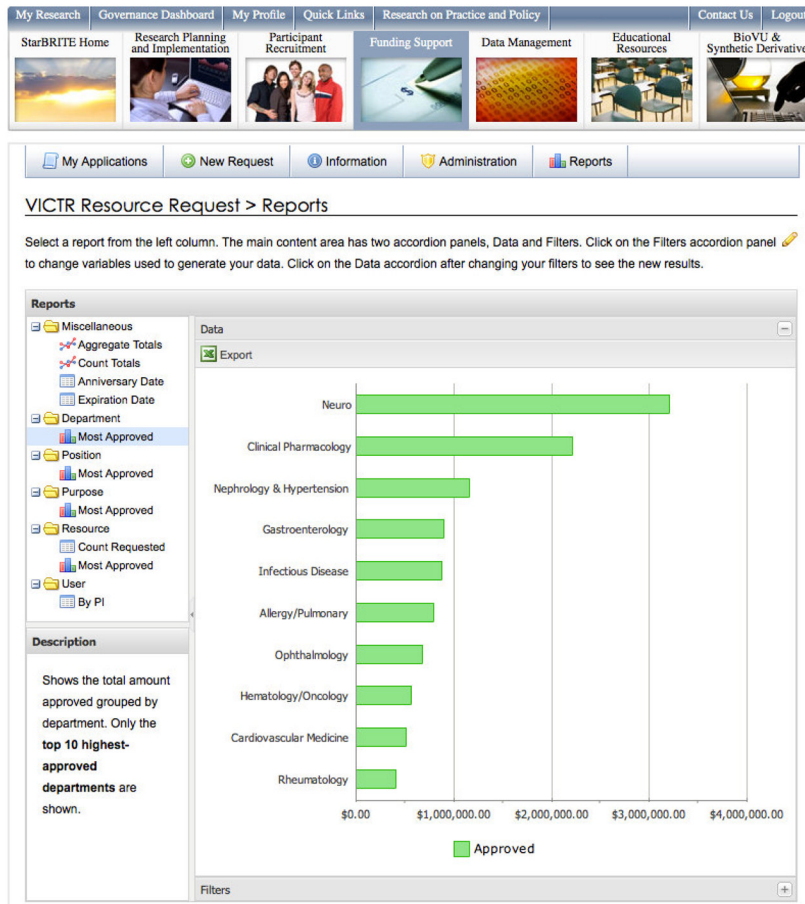 My Research Governance Dashboard My Profile Quick Links Research on Practice and Policy Contact Us Logou
StarBRITE Home
Research Planning
and Implementation
Participant
Recruitment
Funding Support
Data Management
Educational
Resources
BioVU &
Synthetic Derivative
My Applications New Request Information Administration Reports
VICTR Resource Request > Reports
Select a report from the left column. The main content area has two accordion panels, Data and Filters. Click on the Filters accordion panel
to change variables used to generate your data. Click on the Data accordion after changing your filters to see the new results.
Reports
Miscellaneous
Aggregate Totals
Count Totals
Anniversary Date
Expiration Date
Department
Most Approved
Position
Most Approved
Purpose
Most Approved
Resource
Count Requested
Most Approved
User
By PI
Description
Shows the total amount
approved grouped by
department. Only the
top 10 highest-
approved
departments are
shown.
Data
Export
Neuro
Clinical Pharmacology
Nephrology & Hypertension
Gastroenterology
Infectious Disease
Allergy/Pulmonary
Ophthalmology
Hematology/Oncology
Cardiovascular Medicine
Rheumatology
$0.00 $1,000,000.00 $2,000,000.00 $3,000,000.00 $4,000,000.00
Approved
Filters